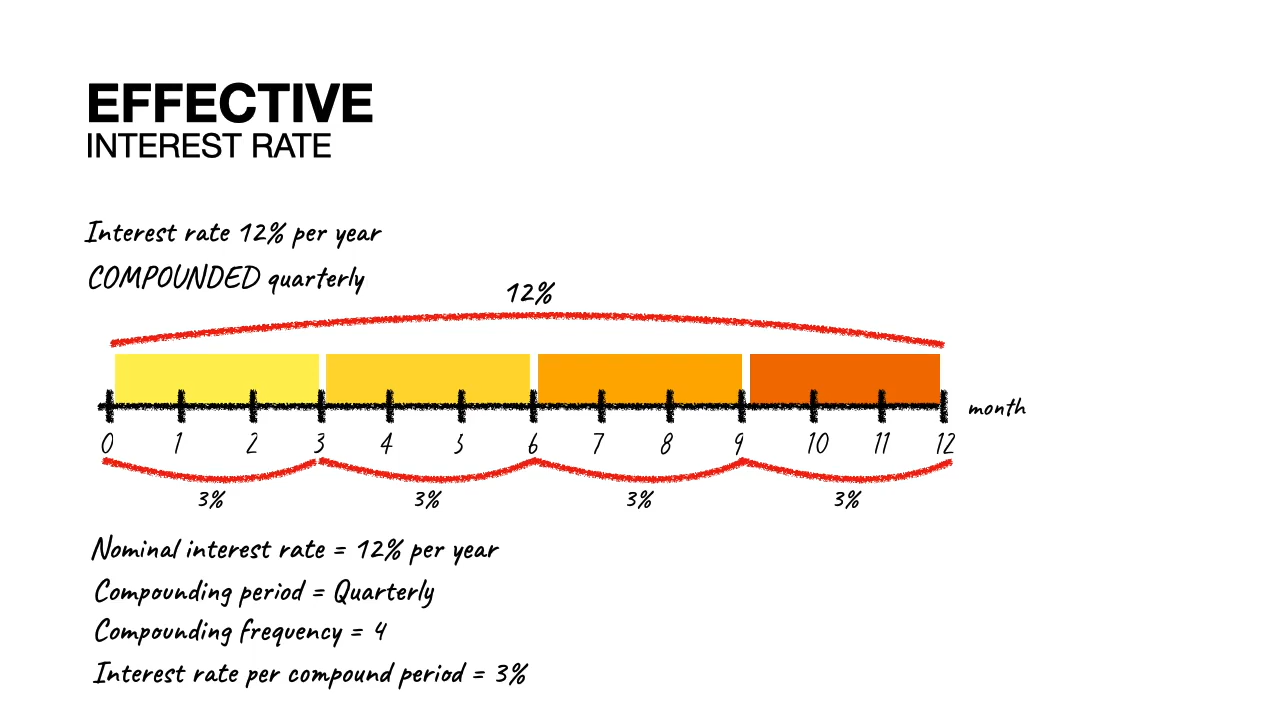 EFFECTIVE
INTEREST RATE
Interest rate 12% per year
COMPOUNDED quarterly
12%
month
0 1 2 3 4 5 6 7 8 9 10 11 12
3% 3% 3% 3%
Nominal interest rate = 12% per year
Compounding period = Quarterly
Compounding frequency = 4
Interest rate per compound period = 3%